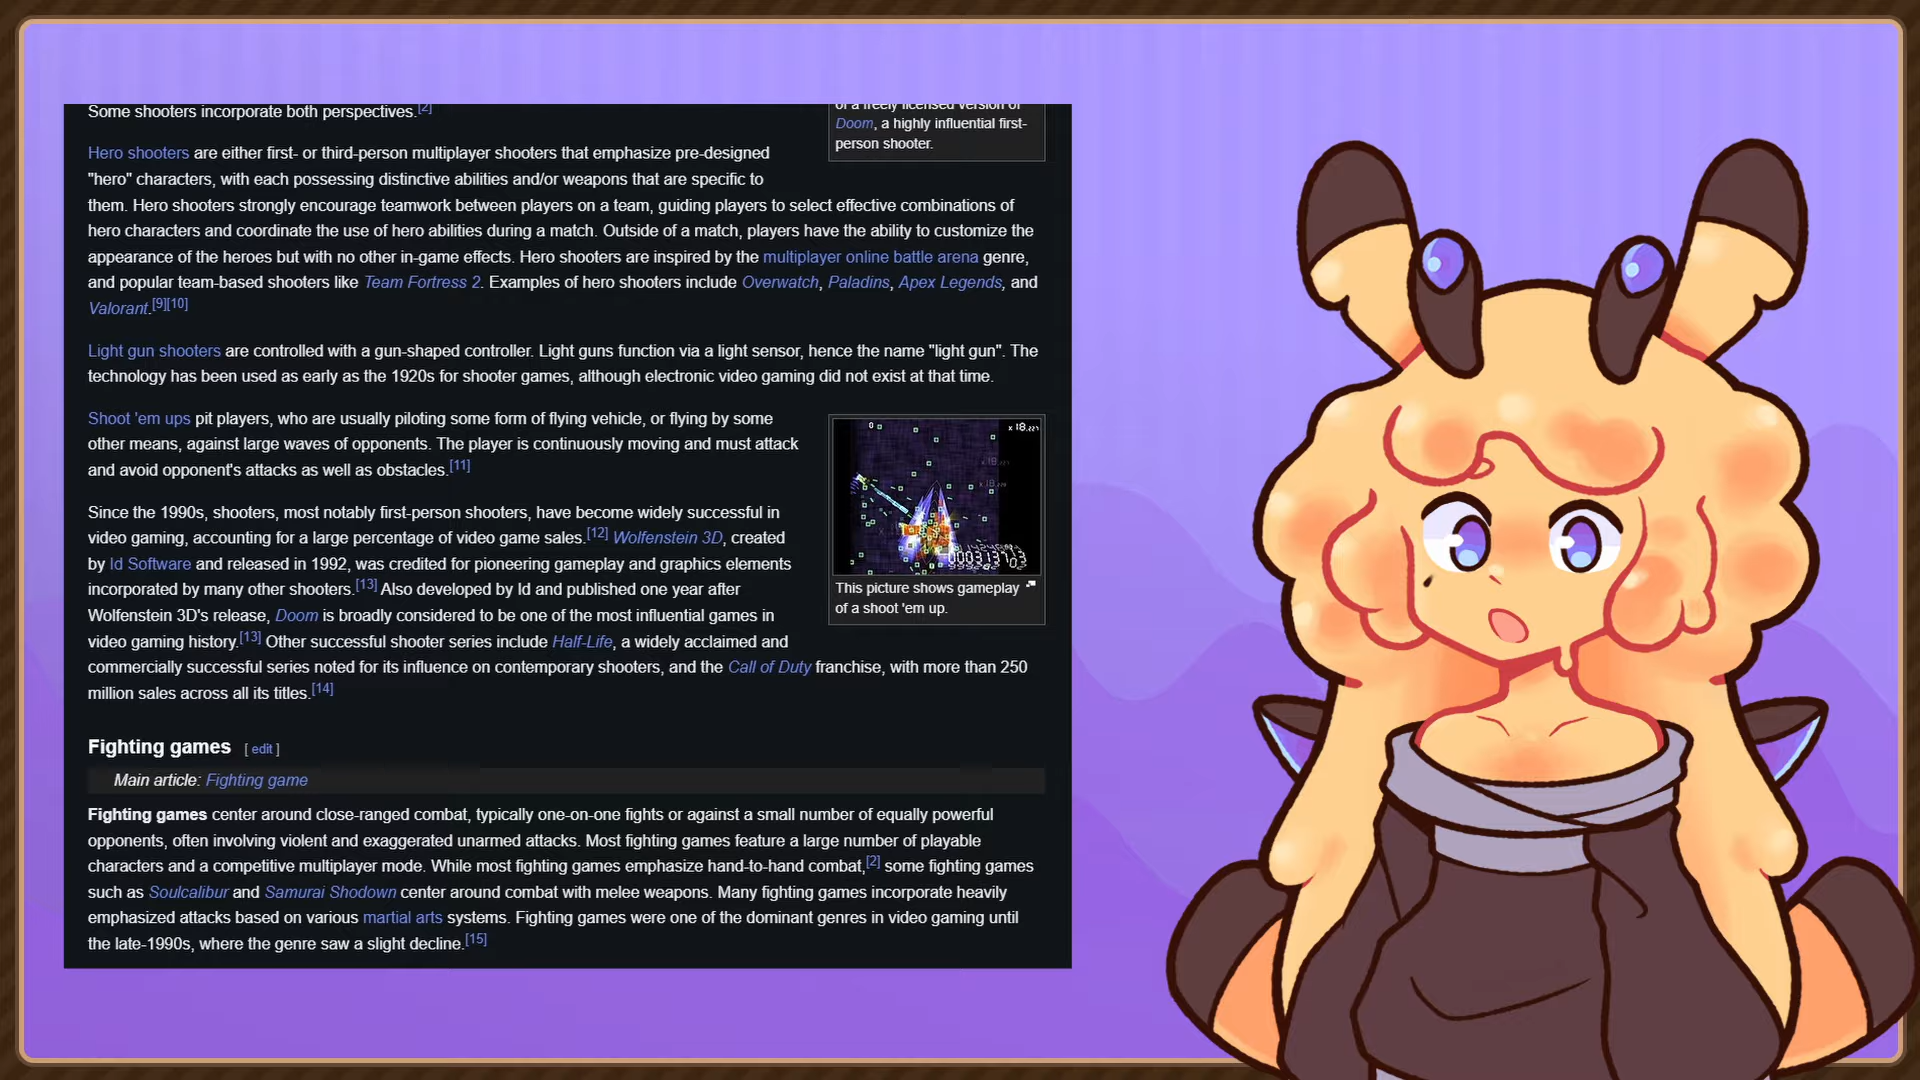 Some shooters incorporate both perspectives.[2]
of a freely licensed version of
Doom, a highly influential first-
person shooter.
Hero shooters are either first- or third-person multiplayer shooters that emphasize pre-designed
"hero" characters, with each possessing distinctive abilities and/or weapons that are specific to
them. Hero shooters strongly encourage teamwork between players on a team, guiding players to select effective combinations of
hero characters and coordinate the use of hero abilities during a match. Outside of a match, players have the ability to customize the
appearance of the heroes but with no other in-game effects. Hero shooters are inspired by the multiplayer online battle arena genre,
and popular team-based shooters like Team Fortress 2. Examples of hero shooters include Overwatch, Paladins, Apex Legends, and
Valorant.[9][10]
Light gun shooters are controlled with a gun-shaped controller. Light guns function via a light sensor, hence the name "light gun". The
technology has been used as early as the 1920s for shooter games, although electronic video gaming did not exist at that time.
Shoot 'em ups pit players, who are usually piloting some form of flying vehicle, or flying by some
other means, against large waves of opponents. The player is continuously moving and must attack
and avoid opponent's attacks as well as obstacles.[11]
This picture shows gameplay
of a shoot 'em up.
Since the 1990s, shooters, most notably first-person shooters, have become widely successful in
video gaming, accounting for a large percentage of video game sales.[12] Wolfenstein 3D, created
by Id Software and released in 1992, was credited for pioneering gameplay and graphics elements
incorporated by many other shooters.[13] Also developed by Id and published one year after
Wolfenstein 3D's release, Doom is broadly considered to be one of the most influential games in
video gaming history.[13] Other successful shooter series include Half-Life, a widely acclaimed and
commercially successful series noted for its influence on contemporary shooters, and the Call of Duty franchise, with more than 250
million sales across all its titles.[14]
Fighting games [ edit ]
Main article: Fighting game
Fighting games center around close-ranged combat, typically one-on-one fights or against a small number of equally powerful
opponents, often involving violent and exaggerated unarmed attacks. Most fighting games feature a large number of playable
characters and a competitive multiplayer mode. While most fighting games emphasize hand-to-hand combat,[2] some fighting games
such as Soulcalibur and Samurai Shodown center around combat with melee weapons. Many fighting games incorporate heavily
emphasized attacks based on various martial arts systems. Fighting games were one of the dominant genres in video gaming until
the late-1990s, where the genre saw a slight decline.[15]